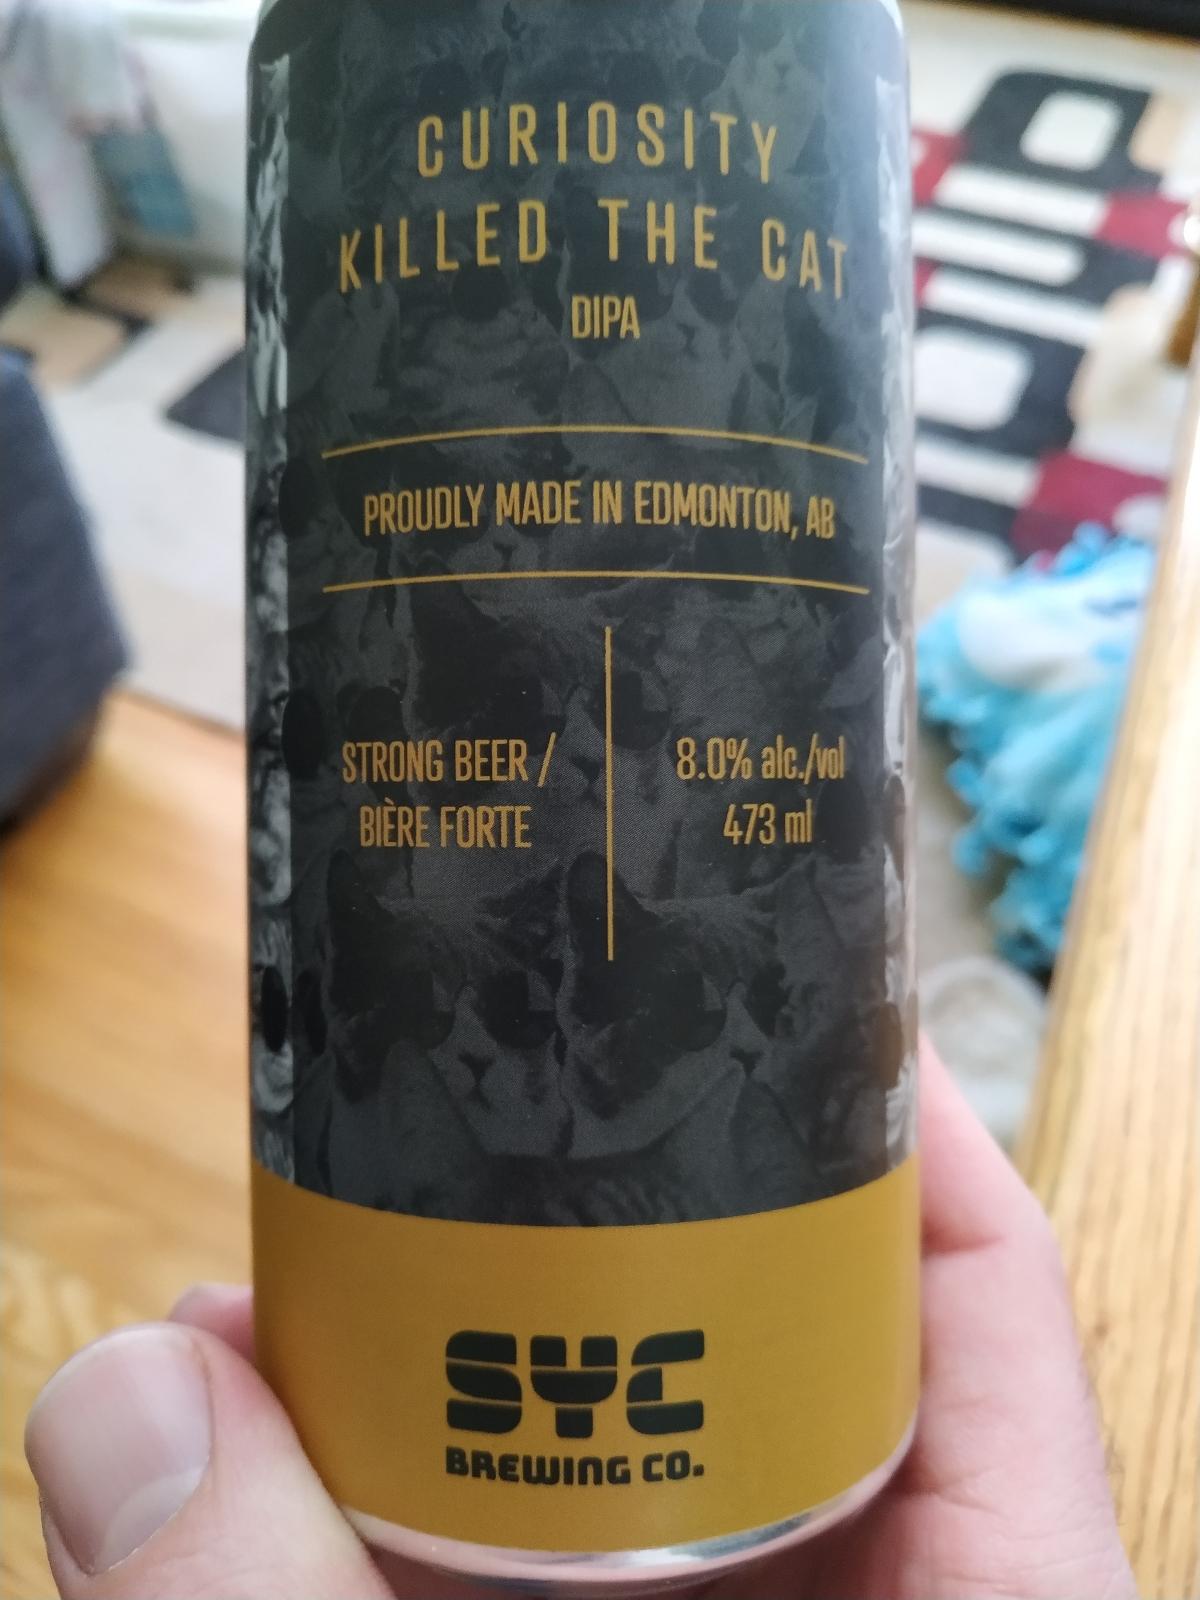 CURIOSITY
KILLED THE CAT
DIPA
PROUDLY MADE IN EDMONTON, AB
STRONG BEER /
BIÈRE FORTE
8.0% alc./vol
473 ml
SYC
BREWING CO.